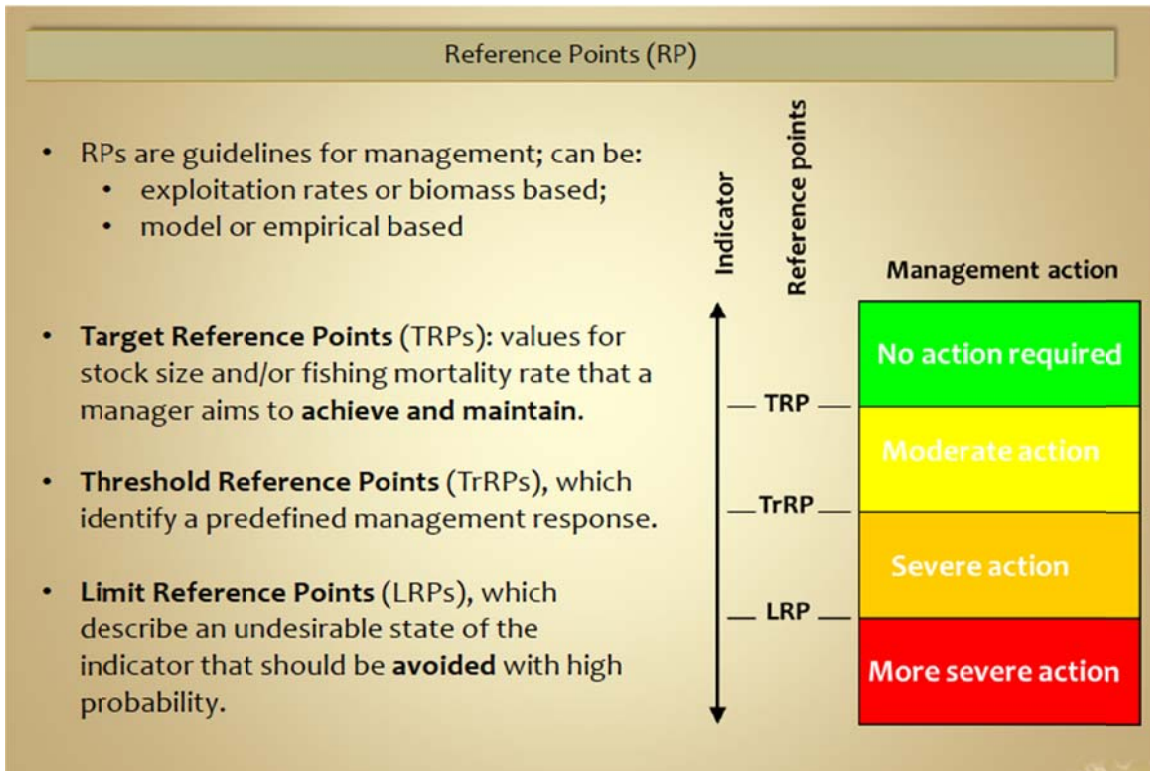 Reference Points (RP)
• RPs are guidelines for management; can be:
• exploitation rates or biomass based;
• model or empirical based
• Target Reference Points (TRPs): values for
stock size and/or fishing mortality rate that a
manager aims to achieve and maintain.
• Threshold Reference Points (TrRPs), which
identify a predefined management response.
• Limit Reference Points (LRPs), which
describe an undesirable state of the
indicator that should be avoided with high
probability.
Indicator
Reference points
Management action
No action required
TRP
Moderate action
TrRP
Severe action
LRP
More severe action